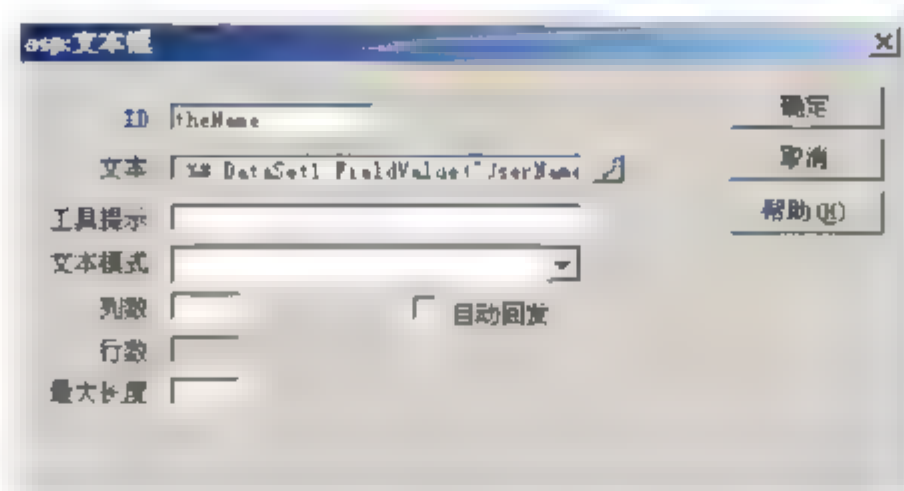 asp:文本框
ID theName
确定
文本 <%# DataSet1.FieldValue("UserName
取消
工具提示
帮助(H)
文本模式
列数
自动回发
行数
最大长度